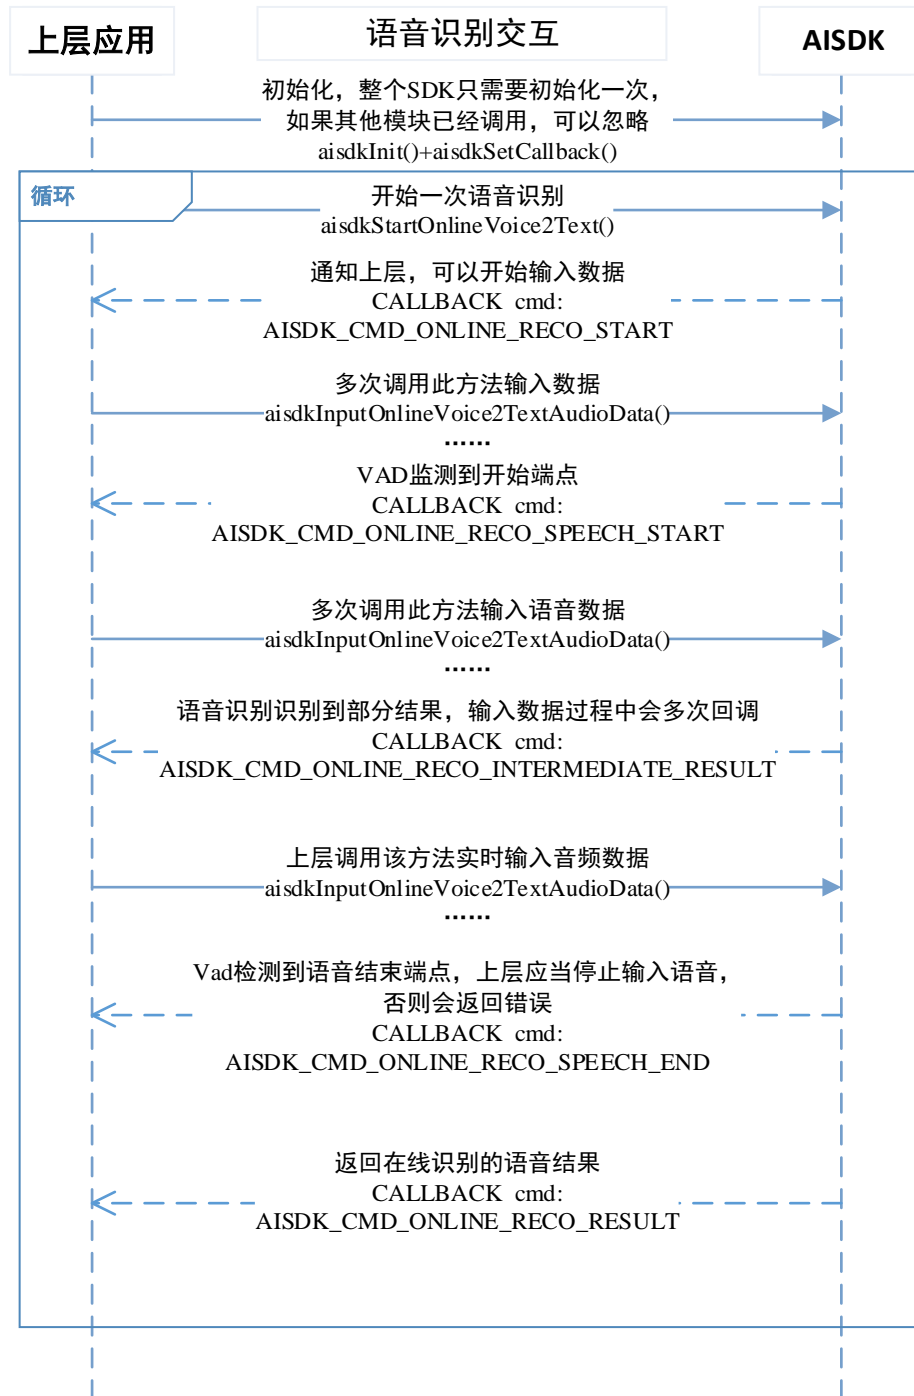 上层应用
语音识别交互
AISDK
初始化，整个SDK只需要初始化一次，
如果其他模块已经调用，可以忽略
aisdkInit()+aisdkSetCallback()
循环
开始一次语音识别
aisdkStartOnlineVoice2Text()
通知上层，可以开始输入数据
CALLBACK cmd:
AISDK_CMD_ONLINE_RECO_START
多次调用此方法输入数据
aisdkInputOnlineVoice2TextAudioData()
……
VAD监测到开始端点
CALLBACK cmd:
AISDK_CMD_ONLINE_RECO_SPEECH_START
多次调用此方法输入语音数据
aisdkInputOnlineVoice2TextAudioData()
……
语音识别识别到部分结果，输入数据过程中会多次回调
CALLBACK cmd:
AISDK_CMD_ONLINE_RECO_INTERMEDIATE_RESULT
上层调用该方法实时输入音频数据
aisdkInputOnlineVoice2TextAudioData()
……
Vad检测到语音结束端点，上层应当停止输入语音，
否则会返回错误
CALLBACK cmd:
AISDK_CMD_ONLINE_RECO_SPEECH_END
返回在线识别的语音结果
CALLBACK cmd:
AISDK_CMD_ONLINE_RECO_RESULT